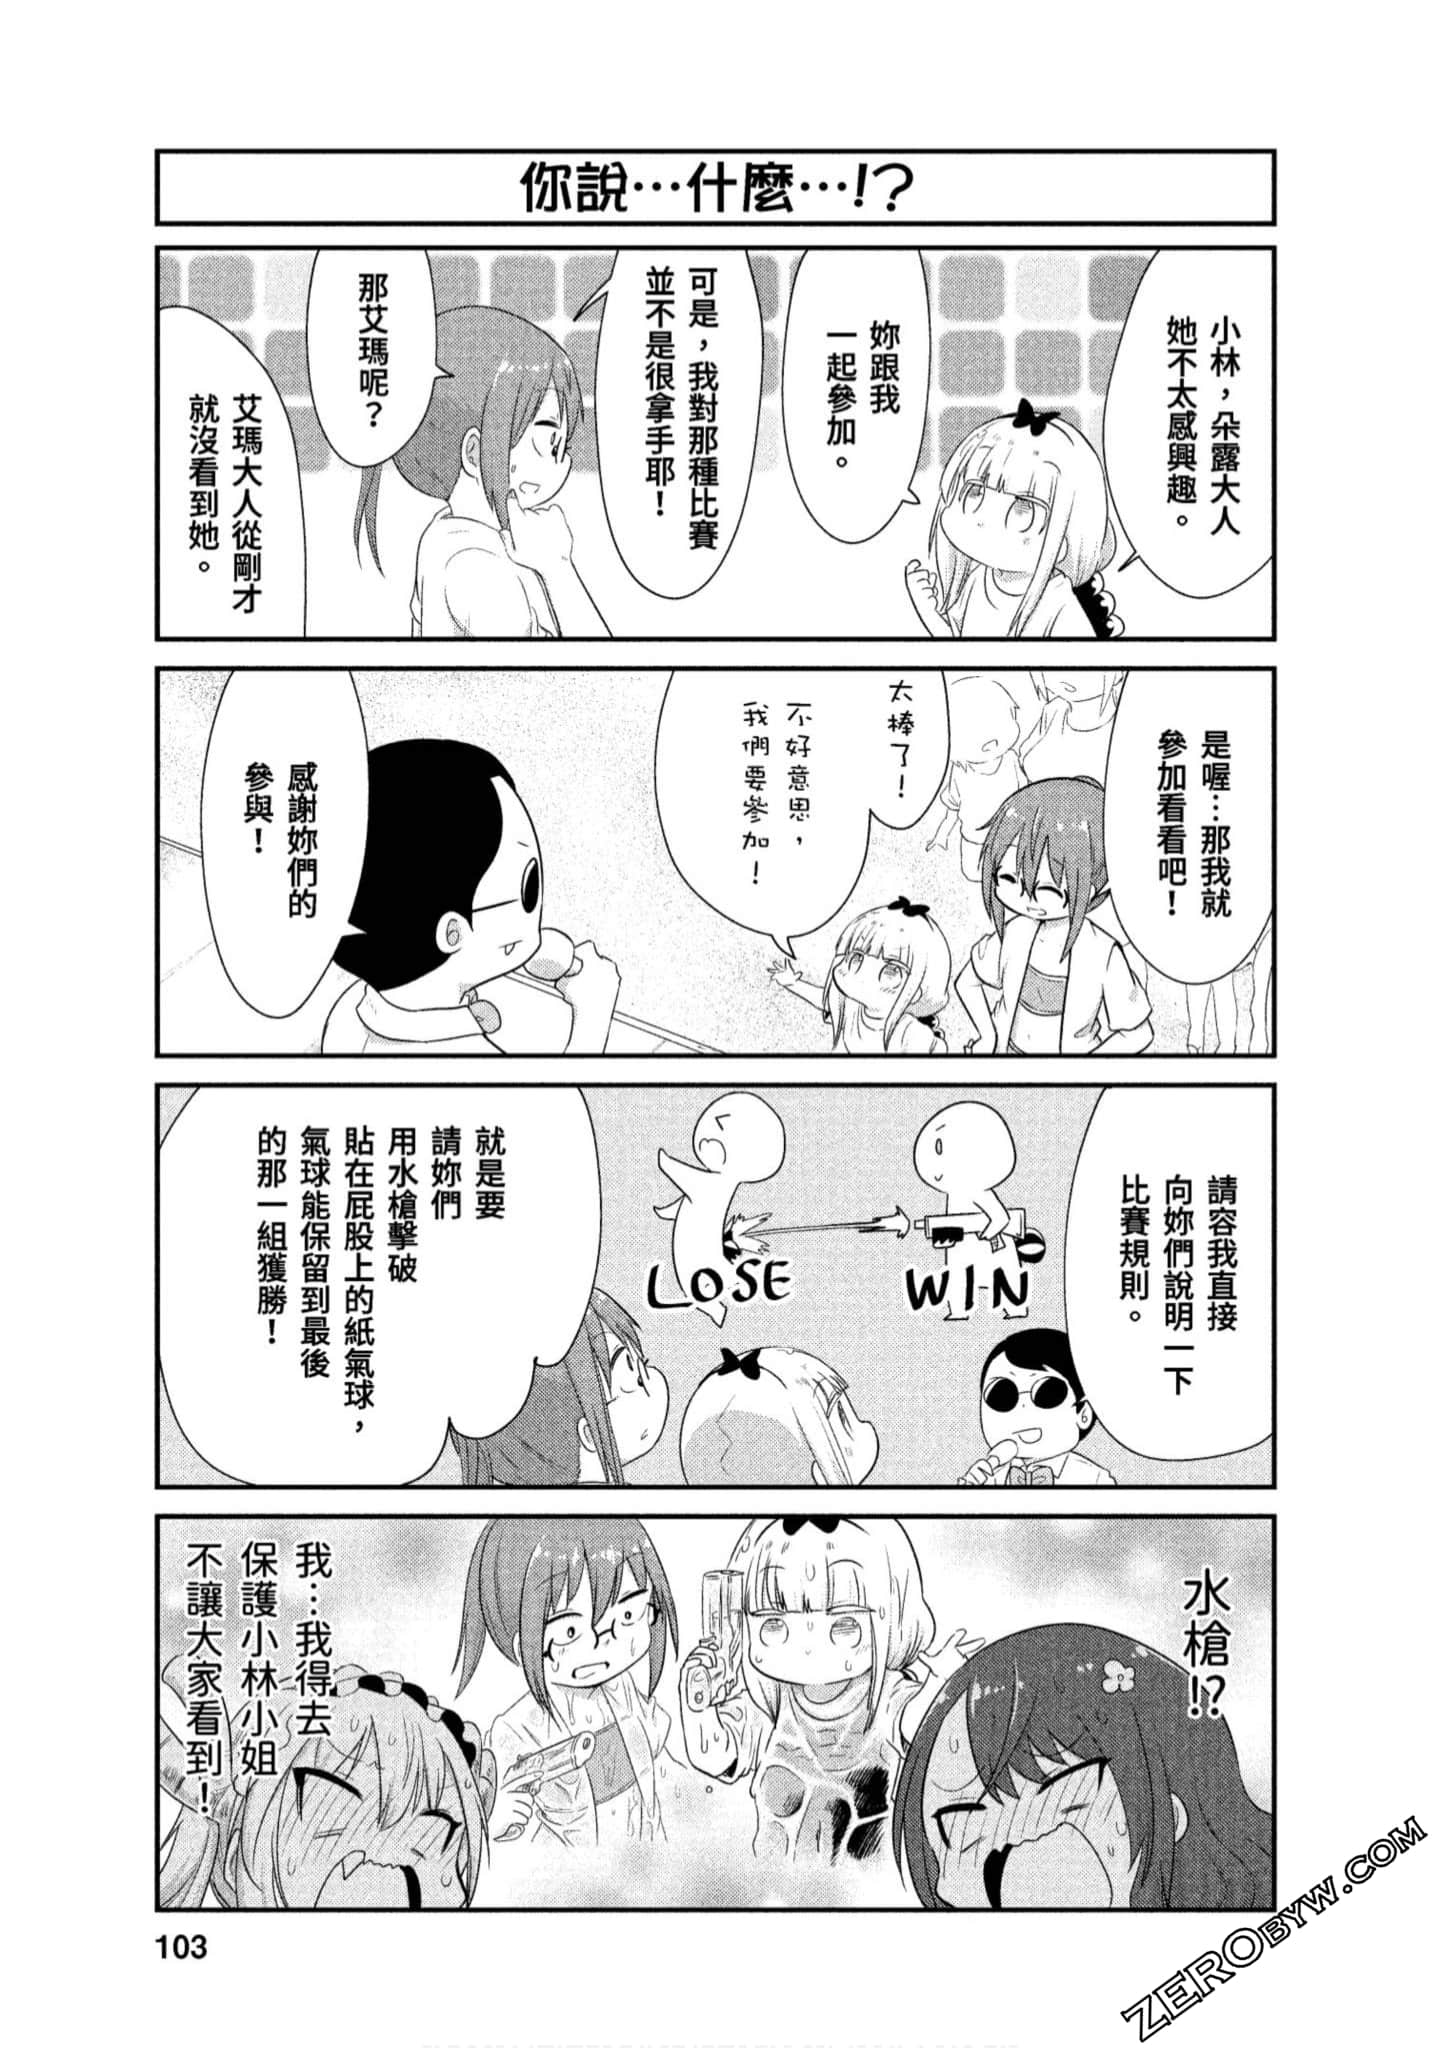 你說…什麼…!?
小林，朵露大人
她不太感興趣。
妳跟我
一起參加。
可是，我對那種比賽
並不是很拿手耶！
那艾瑪呢？
艾瑪大人從剛才
就沒看到她。
是喔…那我就
參加看看吧！
太棒了！
不好意思，
我們要參加！
感謝妳們的
參與！
請容我直接
向妳們說明一下
比賽規則。
WIN
LOSE
就是要
請妳們
用水槍擊破
貼在屁股上的紙氣球，
氣球能保留到最後
的那一組獲勝！
水槍!?
我…我得去
保護小林小姐
不讓大家看到！
103
ZEROBYW.COM